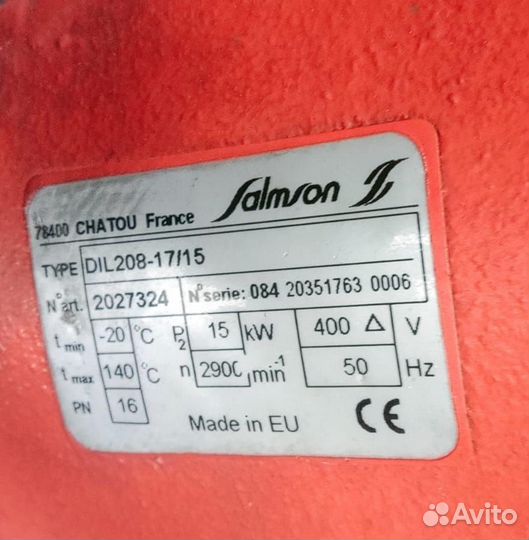 Salmson
78400 CHATOU France
TYPE DIL208-17/15
N° art. 2027324 N° serie: 084 20351763 0006
t min -20 °C P2 15 kW 400 Δ V
t max 140 °C n 2900 min-1 50 Hz
PN 16 Made in EU CE
Avito